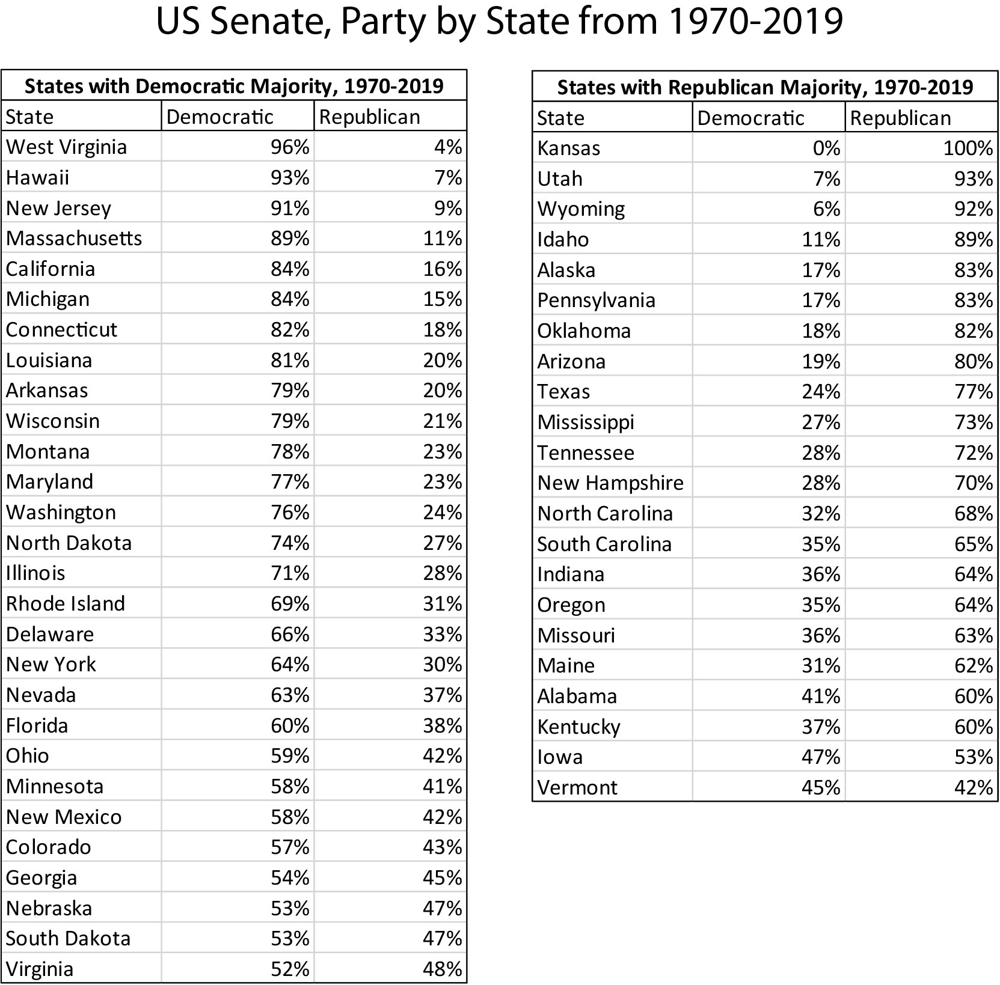 US Senate, Party by State from 1970-2019
States with Democratic Majority, 1970-2019
State Democratic Republican
West Virginia 96% 4%
Hawaii 93% 7%
New Jersey 91% 9%
Massachusetts 89% 11%
California 84% 16%
Michigan 84% 15%
Connecticut 82% 18%
Louisiana 81% 20%
Arkansas 79% 20%
Wisconsin 79% 21%
Montana 78% 23%
Maryland 77% 23%
Washington 76% 24%
North Dakota 74% 27%
Illinois 71% 28%
Rhode Island 69% 31%
Delaware 66% 33%
New York 64% 30%
Nevada 63% 37%
Florida 60% 38%
Ohio 59% 42%
Minnesota 58% 41%
New Mexico 58% 42%
Colorado 57% 43%
Georgia 54% 45%
Nebraska 53% 47%
South Dakota 53% 47%
Virginia 52% 48%
States with Republican Majority, 1970-2019
State Democratic Republican
Kansas 0% 100%
Utah 7% 93%
Wyoming 6% 92%
Idaho 11% 89%
Alaska 17% 83%
Pennsylvania 17% 83%
Oklahoma 18% 82%
Arizona 19% 80%
Texas 24% 77%
Mississippi 27% 73%
Tennessee 28% 72%
New Hampshire 28% 70%
North Carolina 32% 68%
South Carolina 35% 65%
Indiana 36% 64%
Oregon 35% 64%
Missouri 36% 63%
Maine 31% 62%
Alabama 41% 60%
Kentucky 37% 60%
Iowa 47% 53%
Vermont 45% 42%